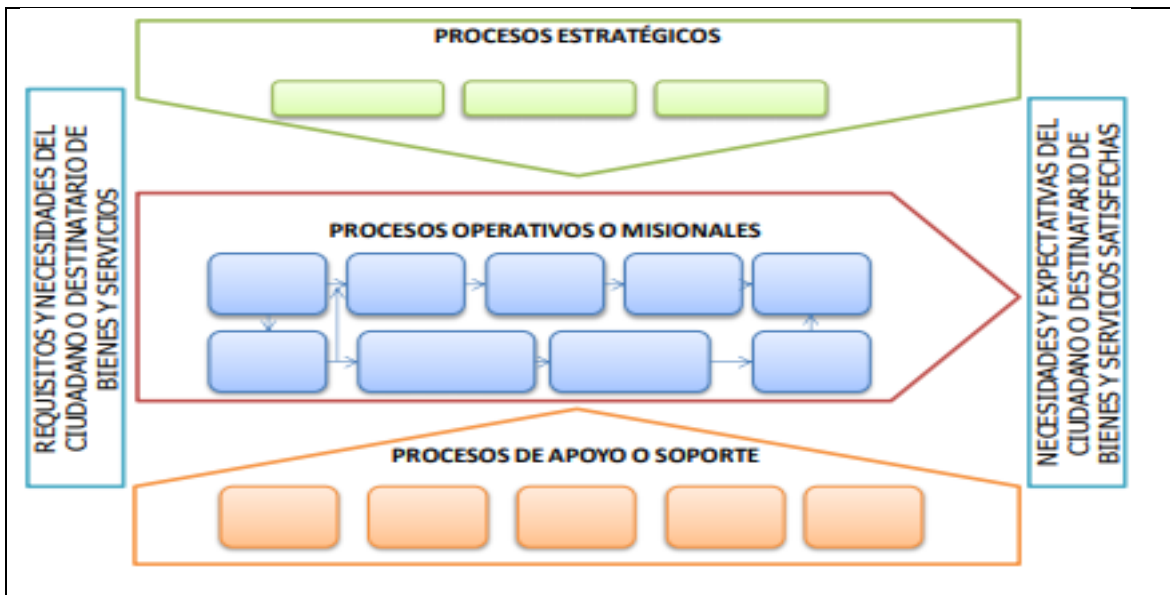 PROCESOS ESTRATÉGICOS
REQUISITOS Y NECESIDADES DEL
CIUDADANO O DESTINATARIO DE
BIENES Y SERVICIOS
PROCESOS OPERATIVOS O MISIONALES
PROCESOS DE APOYO O SOPORTE
NECESIDADES Y EXPECTATIVAS DEL
CIUDADANO O DESTINATARIO DE
BIENES Y SERVICIOS SATISFECHAS